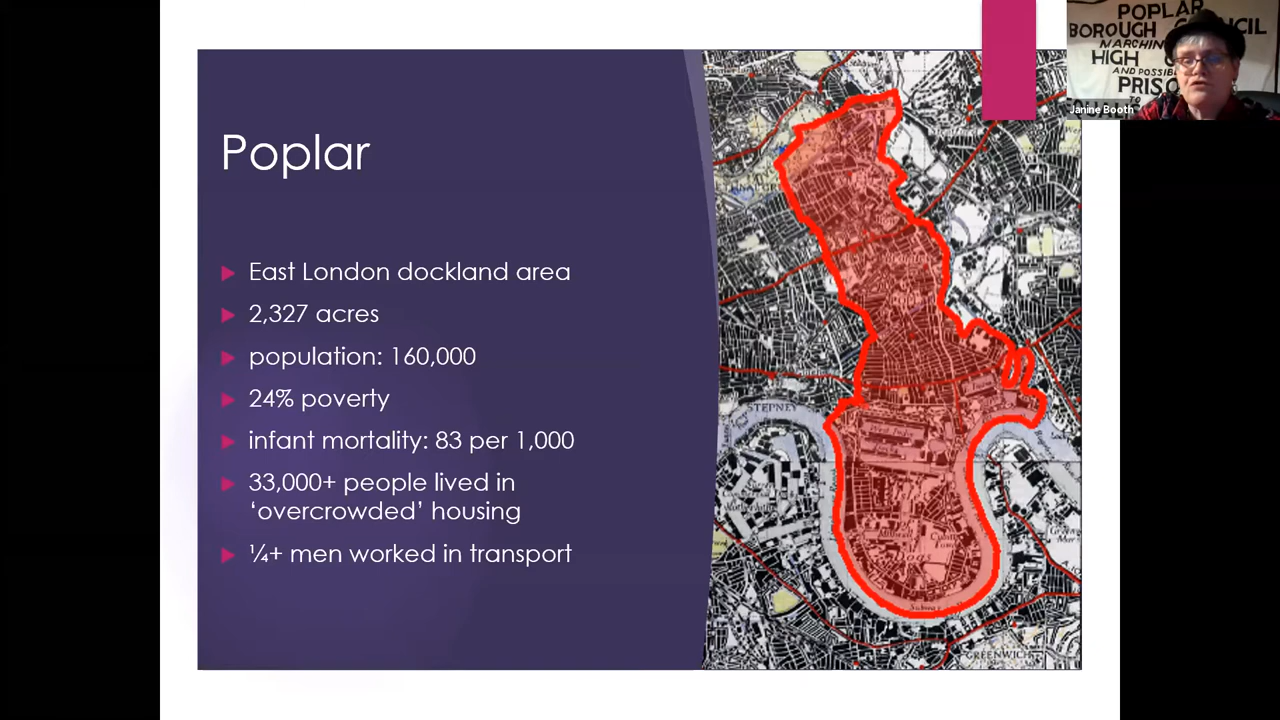 Poplar
East London dockland area
2,327 acres
population: 160,000
24% poverty
infant mortality: 83 per 1,000
33,000+ people lived in
‘overcrowded’ housing
¼+ men worked in transport
STEPNEY
GREENWICH
POPLAR
BOROUGH COUNCIL
MARCHIN
HIGH
AND POSSIB
PRISO
Janine Booth